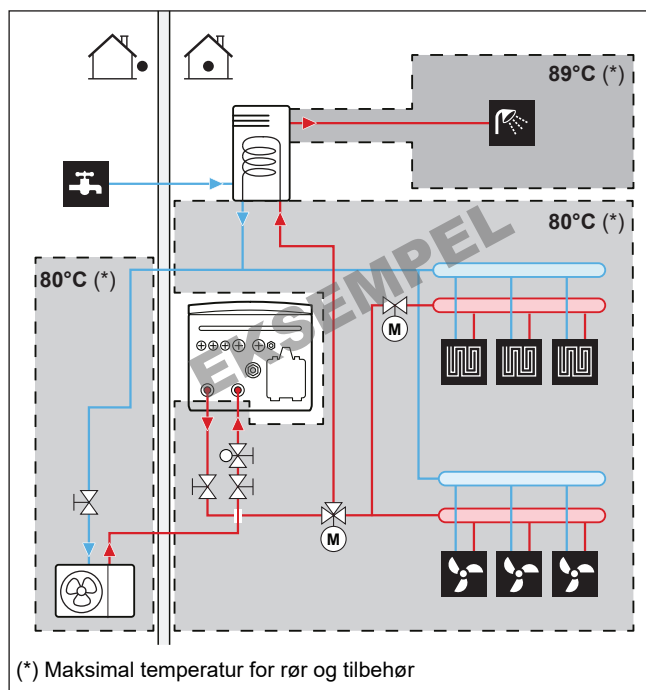 89°C (*)
80°C (*)
80°C (*)
EKSEMPEL
M
M
(*) Maksimal temperatur for rør og tilbehør